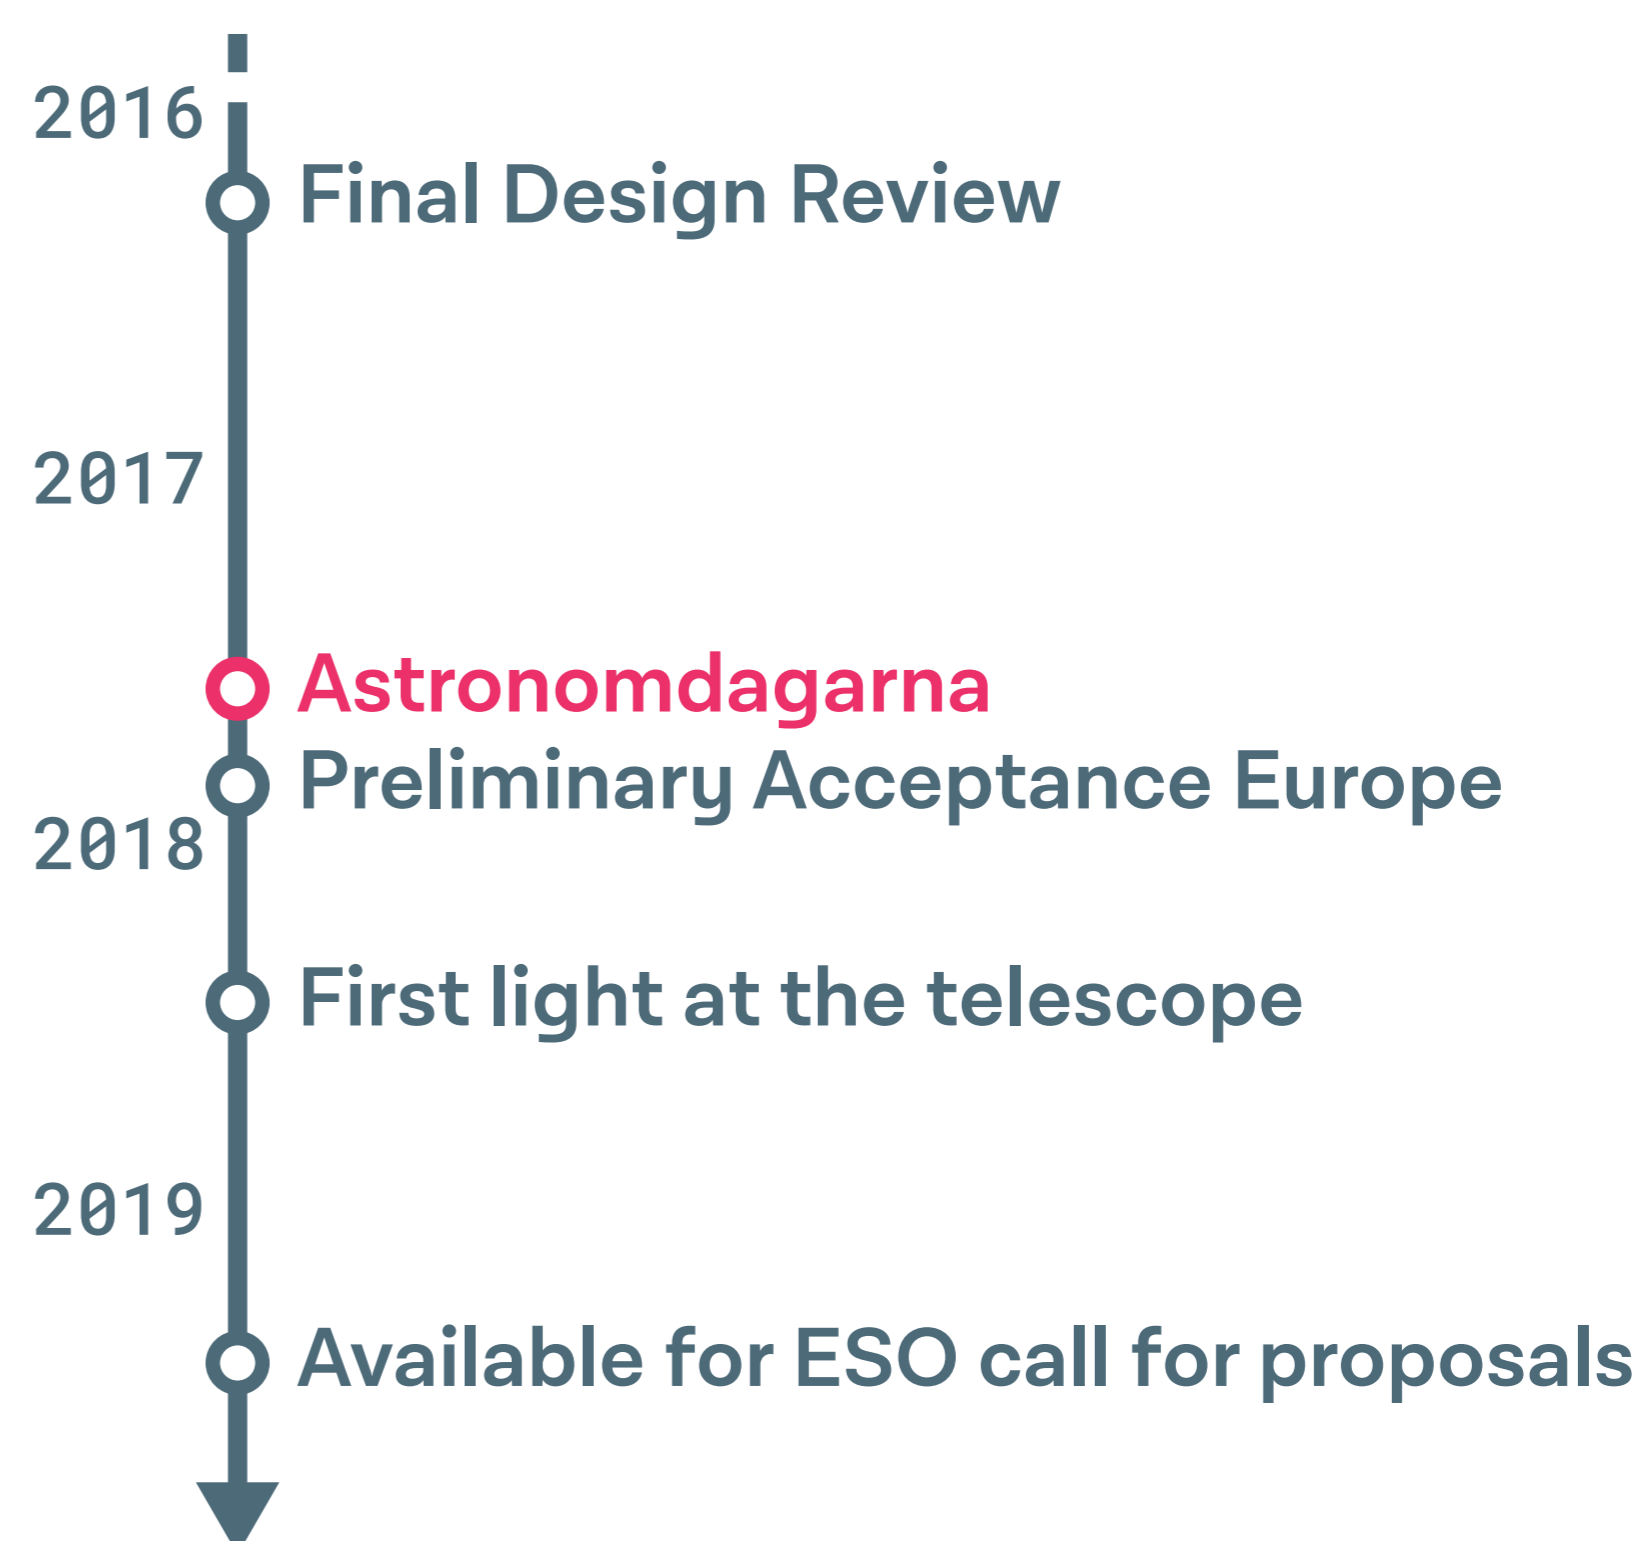 2016
Final Design Review
2017
Astronomdagarna
Preliminary Acceptance Europe
2018
First light at the telescope
2019
Available for ESO call for proposals